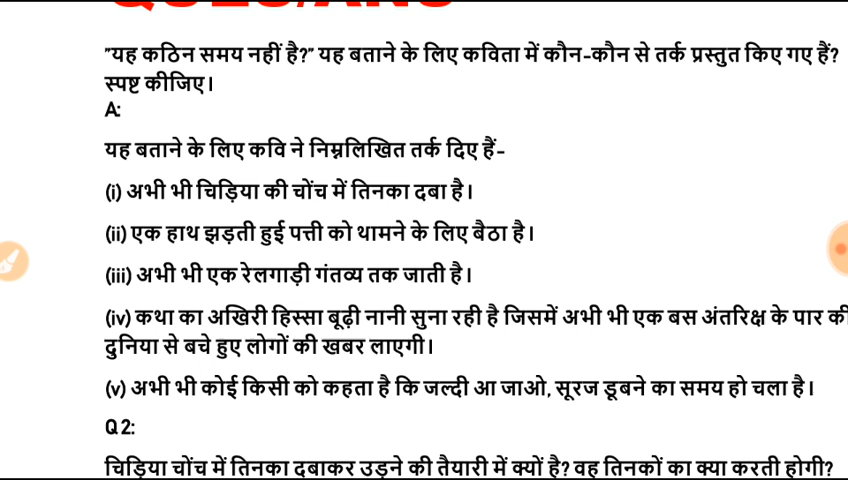 "यह कठिन समय नहीं है?" यह बताने के लिए कविता में कौन-कौन से तर्क प्रस्तुत किए गए हैं?
स्पष्ट कीजिए।
A:
यह बताने के लिए कवि ने निम्नलिखित तर्क दिए हैं-
(i) अभी भी चिड़िया की चोंच में तिनका दबा है।
(ii) एक हाथ झड़ती हुई पत्ती को थामने के लिए बैठा है।
(iii) अभी भी एक रेलगाड़ी गंतव्य तक जाती है।
(iv) कथा का अखिरी हिस्सा बूढ़ी नानी सुना रही है जिसमें अभी भी एक बस अंतरिक्ष के पार की
दुनिया से बचे हुए लोगों की खबर लाएगी।
(v) अभी भी कोई किसी को कहता है कि जल्दी आ जाओ, सूरज डूबने का समय हो चला है।
Q 2:
चिड़िया चोंच में तिनका दबाकर उड़ने की तैयारी में क्यों है? वह तिनकों का क्या करती होगी?